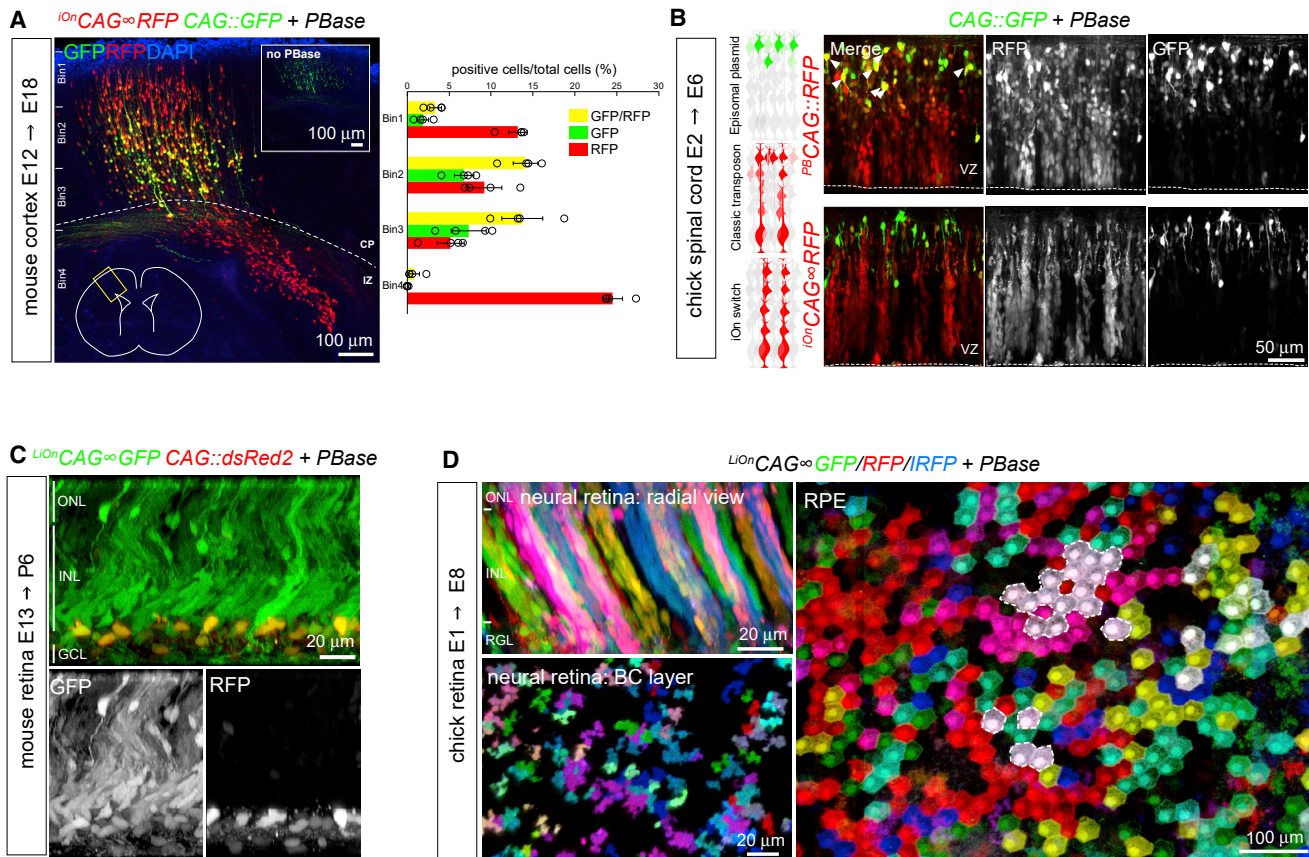 A
iOnCAG∞RFP CAG::GFP + PBase
mouse cortex E12 → E18
GFPRFPDAPI
no PBase
100 µm
Bin1
Bin2
Bin3
Bin4
CP
IZ
100 µm
positive cells/total cells (%)
0 5 10 15 20 25 30
Bin1
Bin2
Bin3
Bin4
GFP/RFP
GFP
RFP
B
CAG::GFP + PBase
chick spinal cord E2 → E6
Episomal plasmid
Classic transposon
iOn switch
PBCAG::RFP
iOnCAG∞RFP
Merge
RFP
GFP
VZ
VZ
50 µm
C
LiOnCAG∞GFP CAG::dsRed2 + PBase
mouse retina E13 → P6
ONL
INL
GCL
20 µm
GFP
RFP
D
LiOnCAG∞GFP/RFP/IRFP + PBase
chick retina E1 → E8
ONL
neural retina: radial view
INL
RGL
20 µm
neural retina: BC layer
20 µm
RPE
100 µm